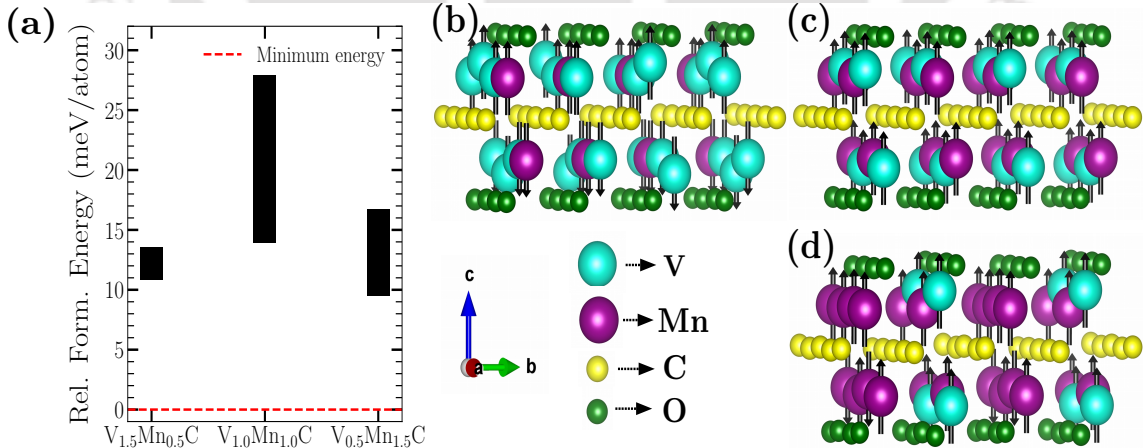 (a)
Rel. Form. Energy (meV/atom)
30
25
20
15
10
5
0
Minimum energy
V₁.₅Mn₀.₅C
V₁.₀Mn₁.₀C
V₀.₅Mn₁.₅C
(b)
(c)
c
a
b
V
Mn
C
O
(d)